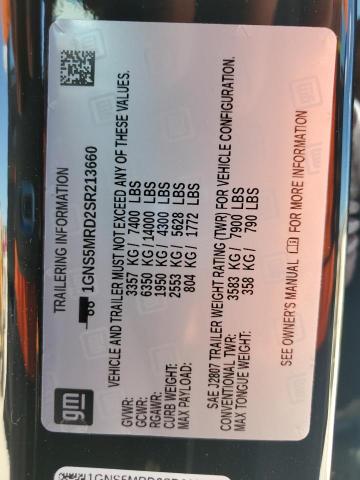 TRAILERING INFORMATION
1GNS5MRD2SR213660
VEHICLE AND TRAILER MUST NOT EXCEED ANY OF THESE VALUES.
GVWR: 3357 KG / 7400 LBS
GCWR: 6350 KG / 14000 LBS
RGAWR: 1950 KG / 4300 LBS
CURB WEIGHT: 2553 KG / 5628 LBS
MAX PAYLOAD: 804 KG / 1772 LBS
SAE J2807 TRAILER WEIGHT RATING (TWR) FOR VEHICLE CONFIGURATION.
CONVENTIONAL TWR: 3583 KG / 7900 LBS
MAX TONGUE WEIGHT: 358 KG / 790 LBS
SEE OWNER'S MANUAL FOR MORE INFORMATION
gm